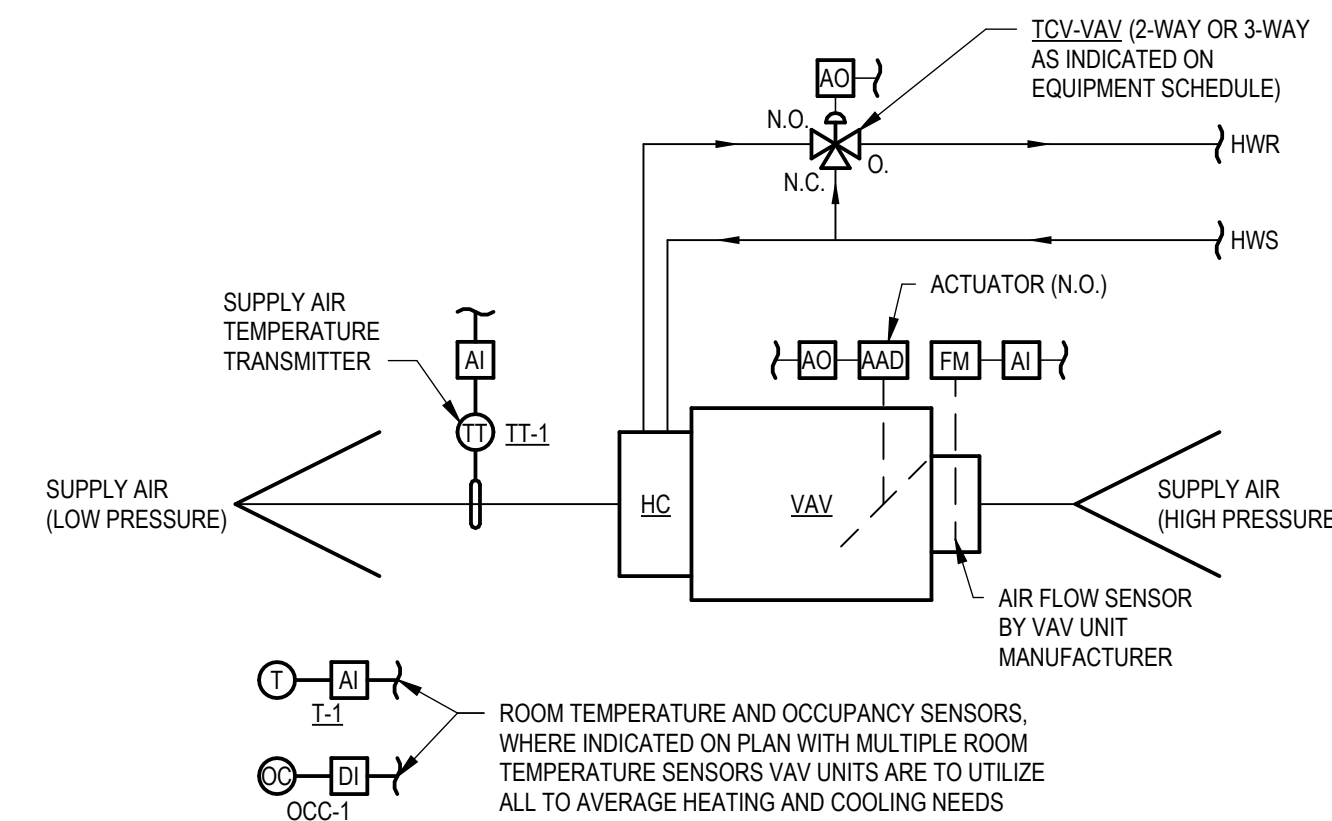 TCV-VAV (2-WAY OR 3-WAY
AS INDICATED ON
EQUIPMENT SCHEDULE)
AO
N.O.
O.
N.C.
HWR
HWS
ACTUATOR (N.O.)
SUPPLY AIR
TEMPERATURE
TRANSMITTER
AI
AO
AAD
FM
AI
TT
TT-1
SUPPLY AIR
(LOW PRESSURE)
HC
VAV
SUPPLY AIR
(HIGH PRESSURE
AIR FLOW SENSOR
BY VAV UNIT
MANUFACTURER
T
AI
T-1
OC
DI
OCC-1
ROOM TEMPERATURE AND OCCUPANCY SENSORS,
WHERE INDICATED ON PLAN WITH MULTIPLE ROOM
TEMPERATURE SENSORS VAV UNITS ARE TO UTILIZE
ALL TO AVERAGE HEATING AND COOLING NEEDS